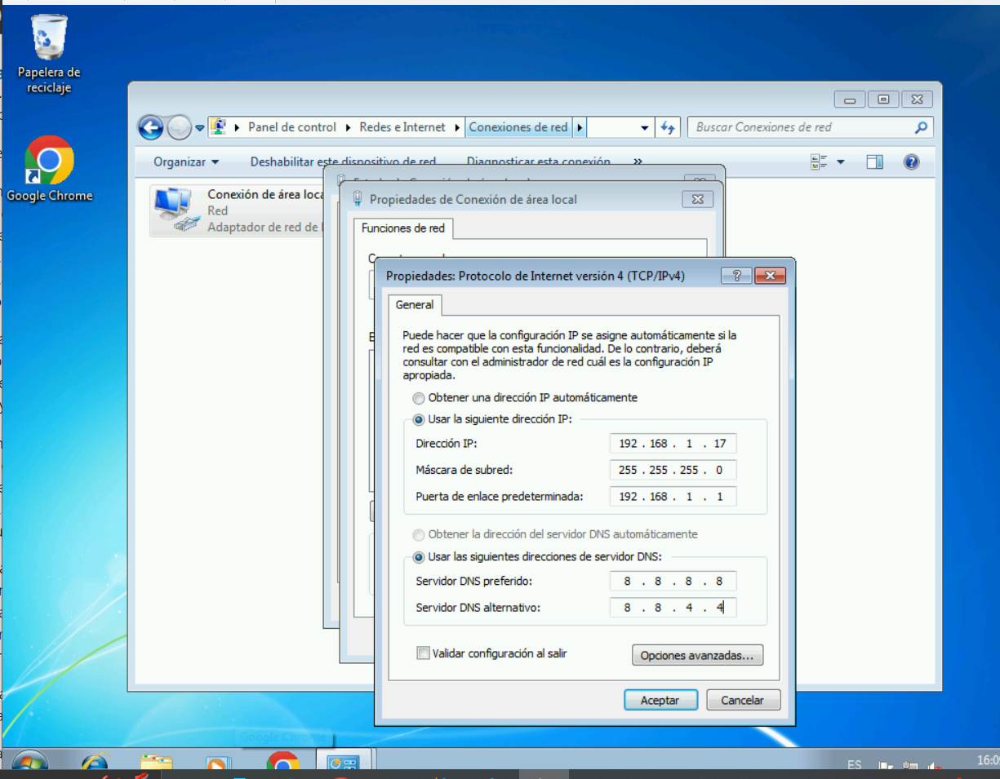 Papelera de
reciclaje
Google Chrome
Panel de control
Redes e Internet
Conexiones de red
Buscar Conexiones de red
Organizar
Deshabilitar este dispositivo de red
Diagnosticar esta conexión
»
Conexión de área loca
Red
Adaptador de red de
Propiedades de Conexión de área local
Funciones de red
Propiedades: Protocolo de Internet versión 4 (TCP/IPv4)
General
Puede hacer que la configuración IP se asigne automáticamente si la
red es compatible con esta funcionalidad. De lo contrario, deberá
consultar con el administrador de red cuál es la configuración IP
apropiada.
Obtener una dirección IP automáticamente
Usar la siguiente dirección IP:
Dirección IP: 192 . 168 . 1 . 17
Máscara de subred: 255 . 255 . 255 . 0
Puerta de enlace predeterminada: 192 . 168 . 1 . 1
Obtener la dirección del servidor DNS automáticamente
Usar las siguientes direcciones de servidor DNS:
Servidor DNS preferido: 8 . 8 . 8 . 8
Servidor DNS alternativo: 8 . 8 . 4 . 4
Validar configuración al salir
Opciones avanzadas...
Aceptar
Cancelar
Google Chrome
ES
16:0